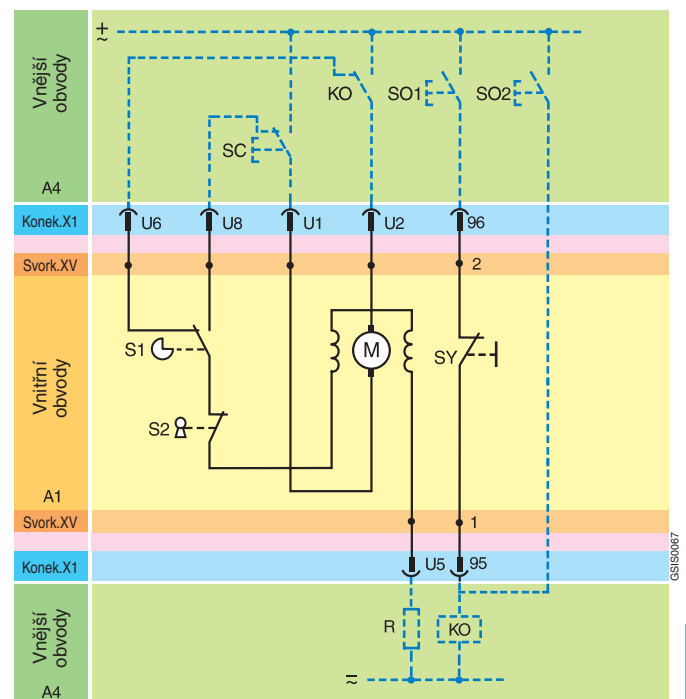 +
~
Vnější
obvody
KO
SO1
SO2
SC
A4
Konek.X1
U6
U8
U1
U2
96
Svork.XV
2
S1
M
SY
Vnitřní
obvody
S2
A1
Svork.XV
1
GSIS0067
Konek.X1
U5
95
Vnější
obvody
R
KO
A4